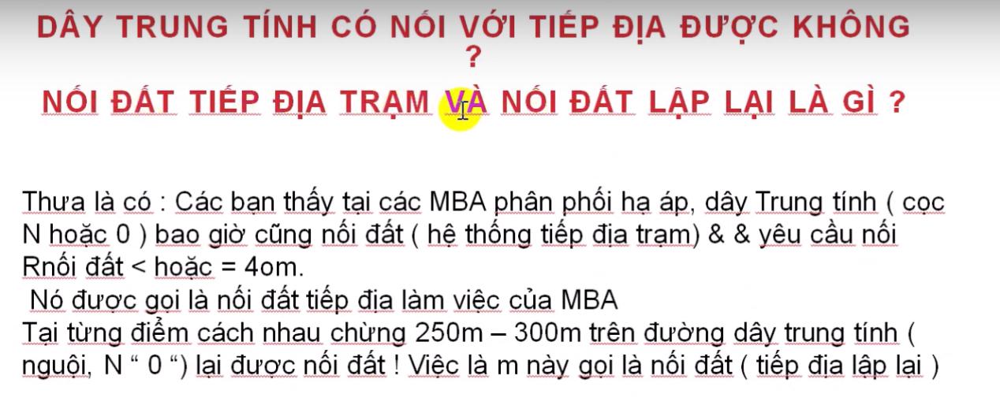 DÂY TRUNG TÍNH CÓ NỐI VỚI TIẾP ĐỊA ĐƯỢC KHÔNG
?
NỐI ĐẤT TIẾP ĐỊA TRẠM VÀ NỐI ĐẤT LẬP LẠI LÀ GÌ ?
Thưa là có : Các bạn thấy tại các MBA phân phối hạ áp, dây Trung tính ( cọc
N hoặc 0 ) bao giờ cũng nối đất ( hệ thống tiếp địa trạm) & & yêu cầu nối
Rnối đất < hoặc = 4om.
Nó được gọi là nối đất tiếp địa làm việc của MBA
Tại từng điểm cách nhau chừng 250m – 300m trên đường dây trung tính (
nguội, N “ 0 “) lại được nối đất ! Việc là m này gọi là nối đất ( tiếp địa lập lại )